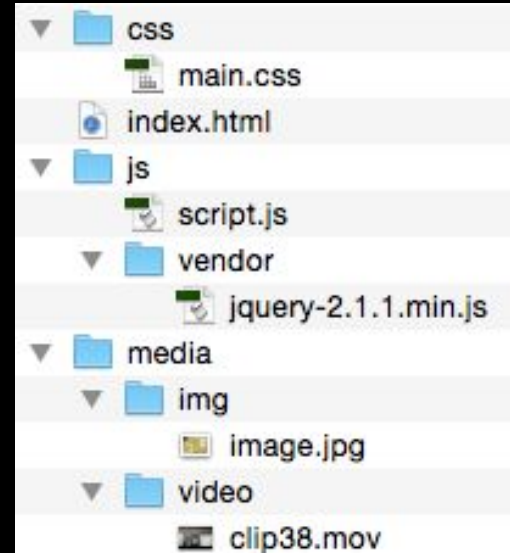 css
main.css
index.html
js
script.js
vendor
jquery-2.1.1.min.js
media
img
image.jpg
video
clip38.mov